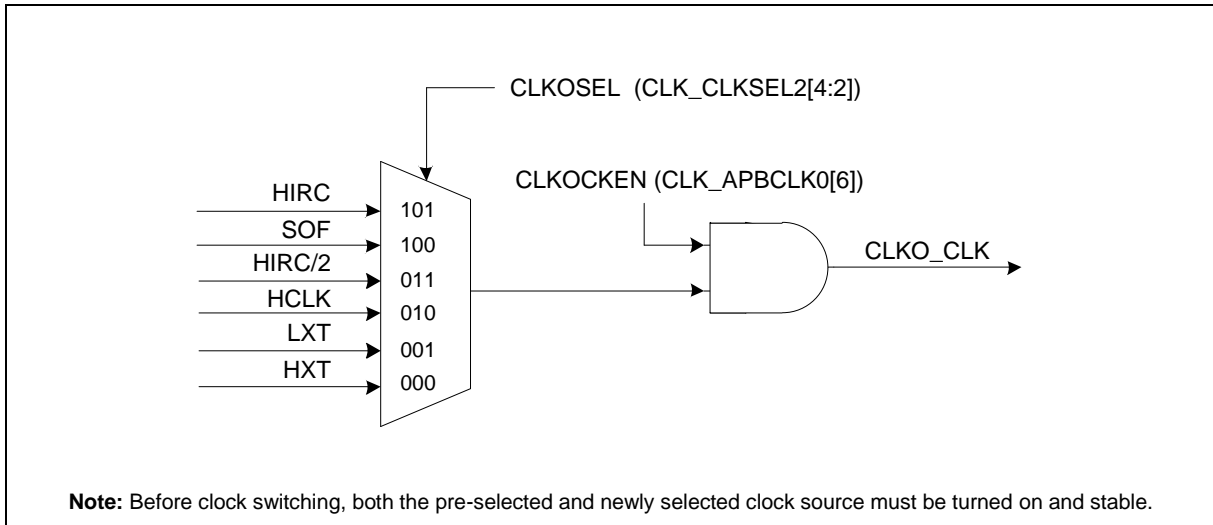 CLKOSEL (CLK_CLKSEL2[4:2])
CLKOCKEN (CLK_APBCLK0[6])
HIRC
101
SOF
100
HIRC/2
011
HCLK
010
LXT
001
HXT
000
CLKO_CLK
Note: Before clock switching, both the pre-selected and newly selected clock source must be turned on and stable.